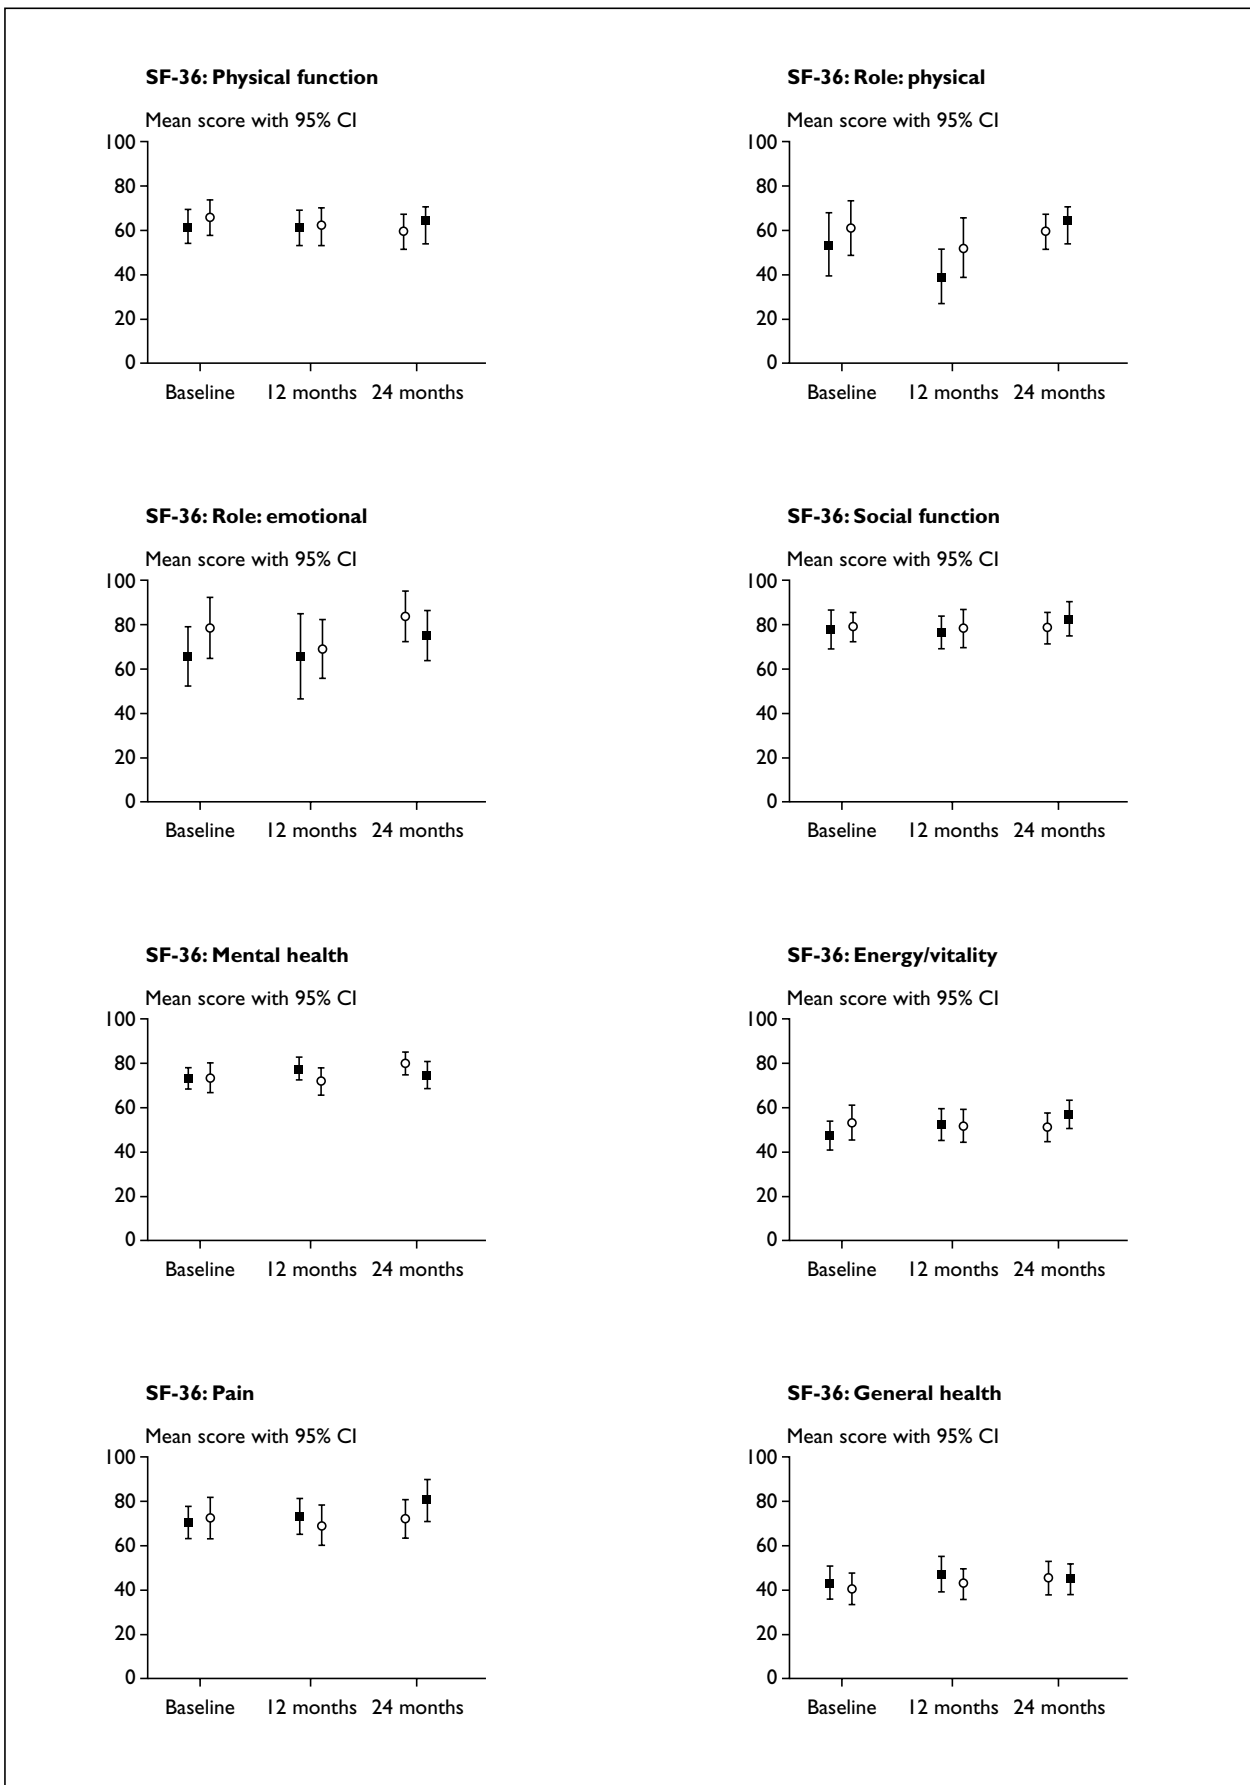 SF-36: Physical function
Mean score with 95% CI
100
80
60
40
20
0
Baseline 12 months 24 months
SF-36: Role: physical
Mean score with 95% CI
100
80
60
40
20
0
Baseline 12 months 24 months
SF-36: Role: emotional
Mean score with 95% CI
100
80
60
40
20
0
Baseline 12 months 24 months
SF-36: Social function
Mean score with 95% CI
100
80
60
40
20
0
Baseline 12 months 24 months
SF-36: Mental health
Mean score with 95% CI
100
80
60
40
20
0
Baseline 12 months 24 months
SF-36: Energy/vitality
Mean score with 95% CI
100
80
60
40
20
0
Baseline 12 months 24 months
SF-36: Pain
Mean score with 95% CI
100
80
60
40
20
0
Baseline 12 months 24 months
SF-36: General health
Mean score with 95% CI
100
80
60
40
20
0
Baseline 12 months 24 months